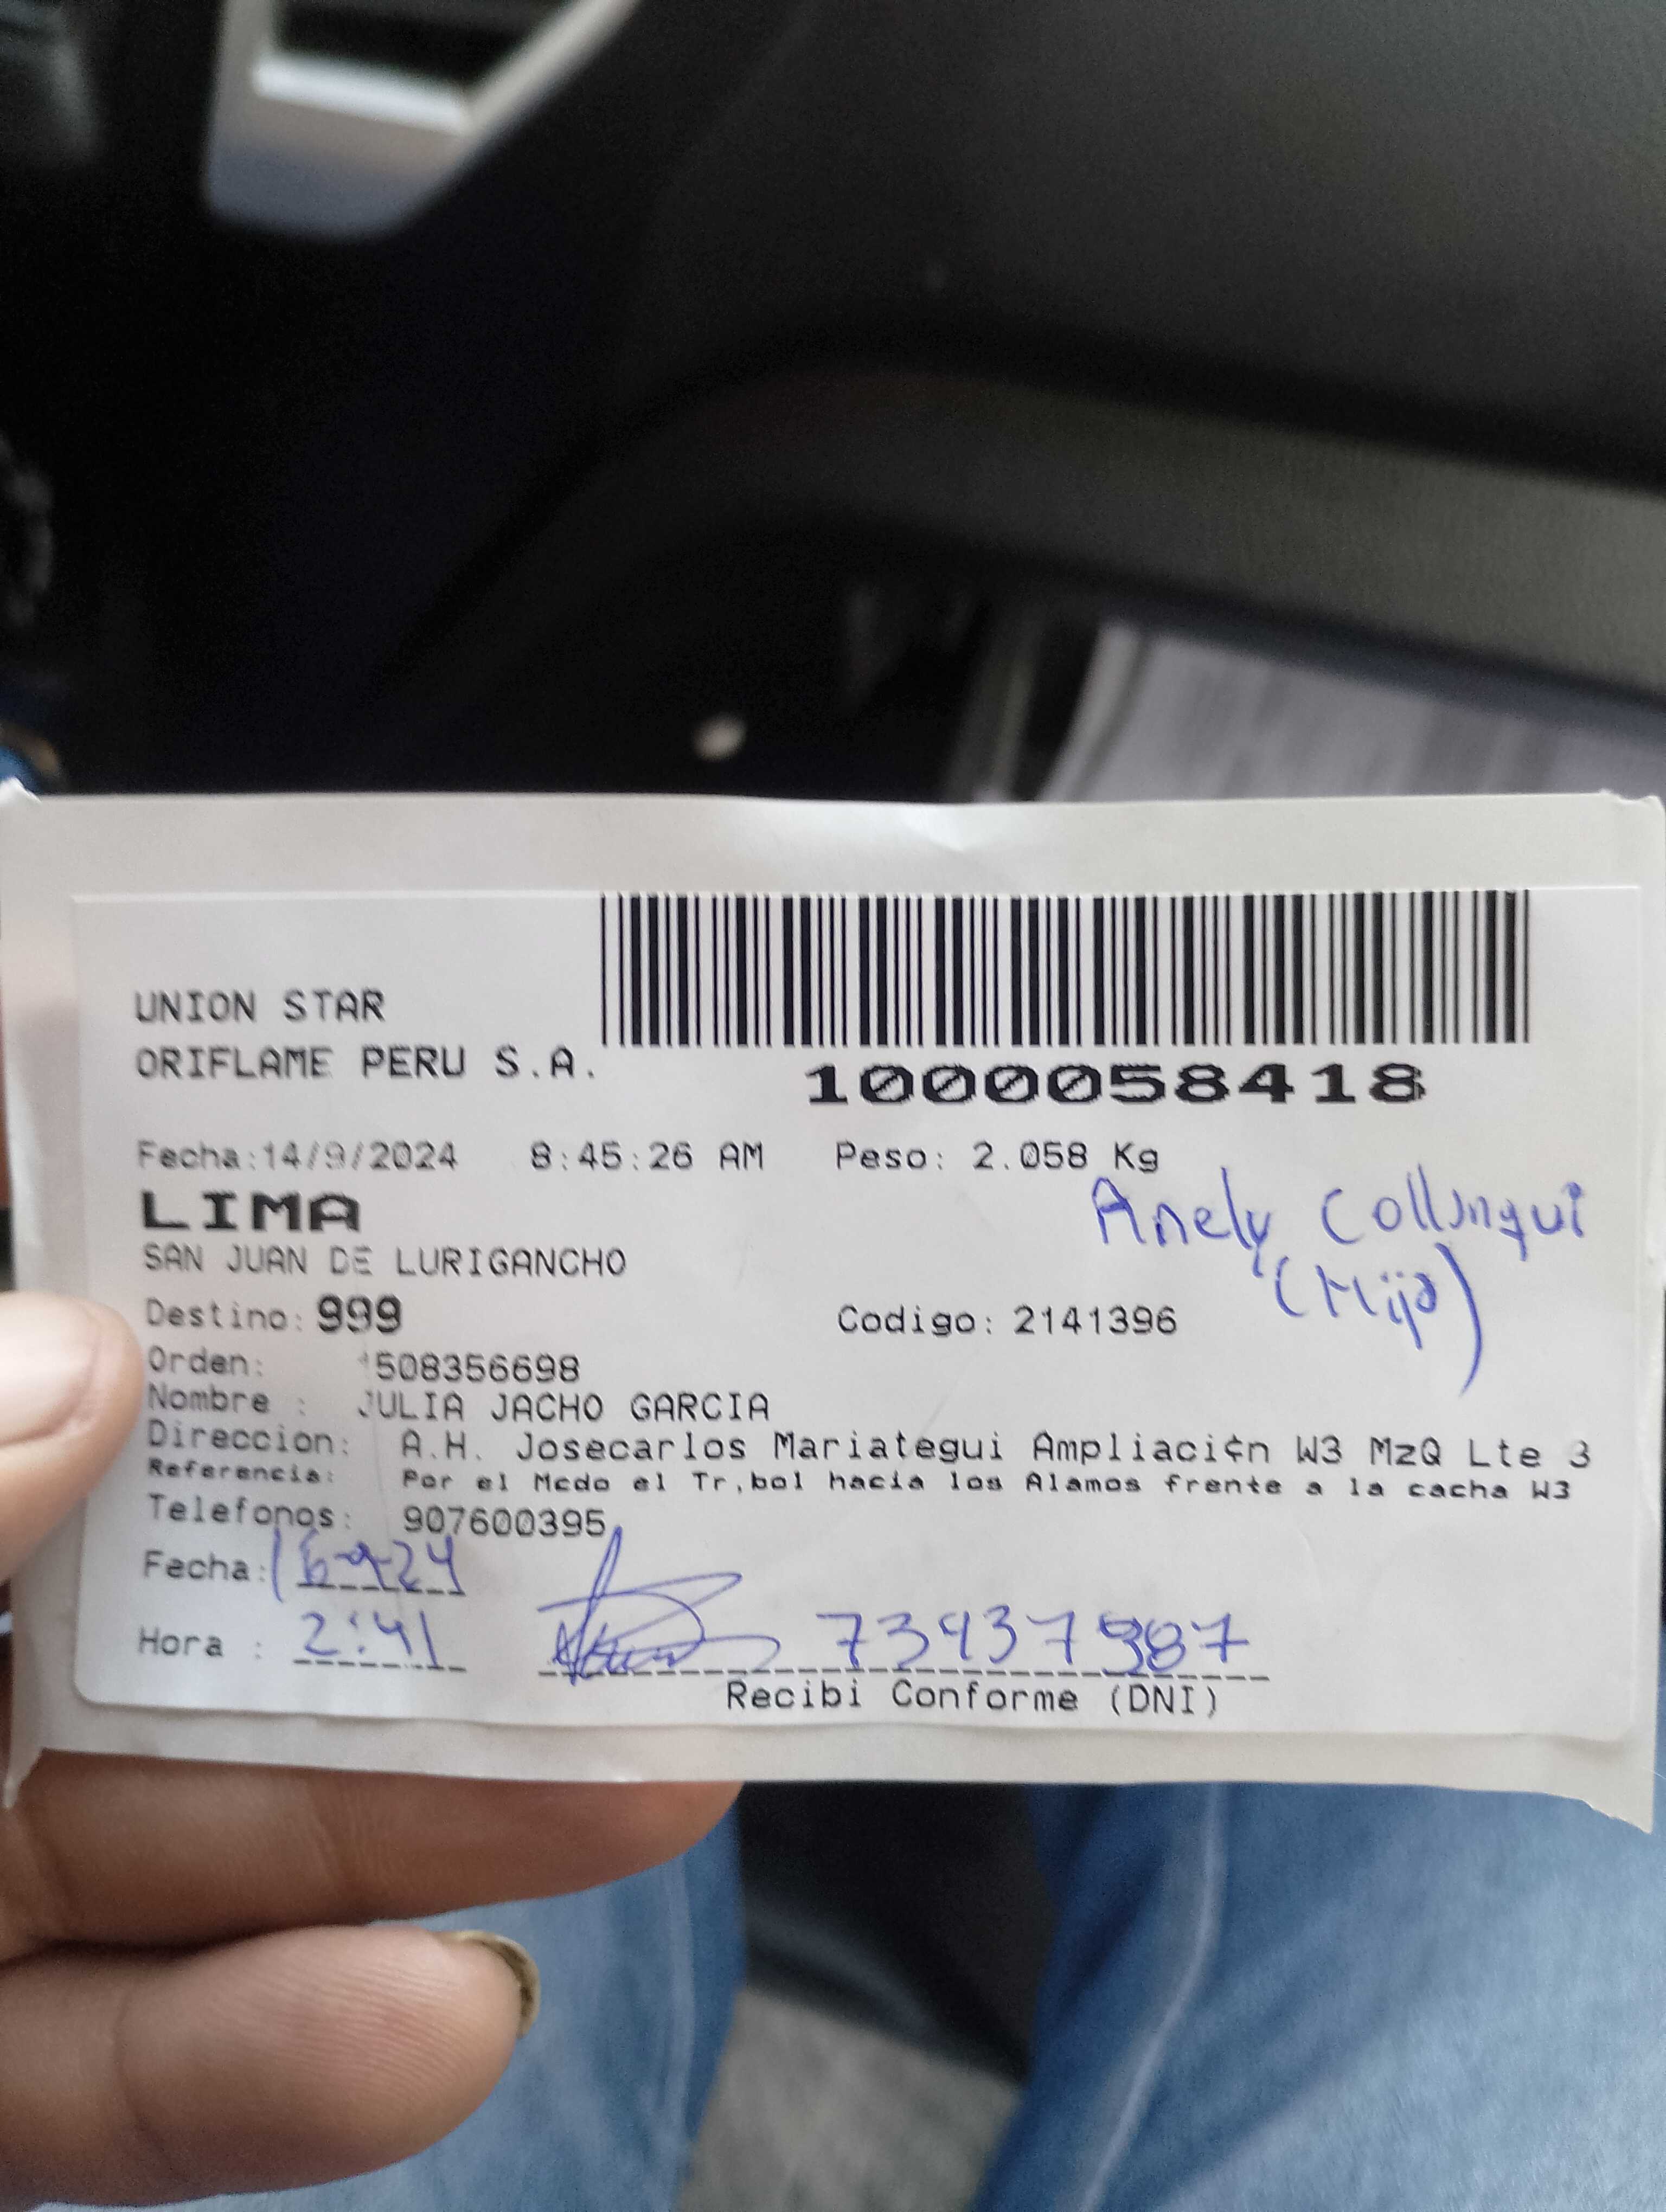 UNION STAR
ORIFLAME PERU S.A.
1000058418
Fecha:14/9/2024 8:45:26 AM Peso: 2.058 Kg
LIMA
Anely
SAN JUAN DE LURIGANCHO
(Hija)
Destino: 999 Codigo: 2141396
Orden: 508356698
Nombre : JULIA JACHO GARCIA
Direccion: A.H. Josecarlos Mariategui Ampliaci¢n W3 MzQ Lte 3
Referencia: Por el Mcdo el Tr,bol hacia los Alamos frente a la cacha W3
Telefonos: 907600395
Fecha: 16-9-24
Hora : 2:41
Recibi Conforme (DNI)